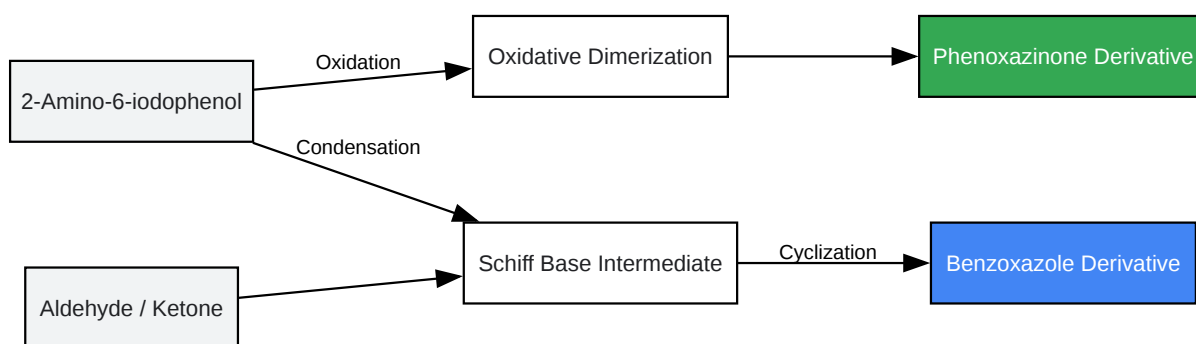 2-Amino-6-iodophenol
Oxidation
Oxidative Dimerization
Phenoxazinone Derivative
Condensation
Aldehyde / Ketone
Schiff Base Intermediate
Cyclization
Benzoxazole Derivative